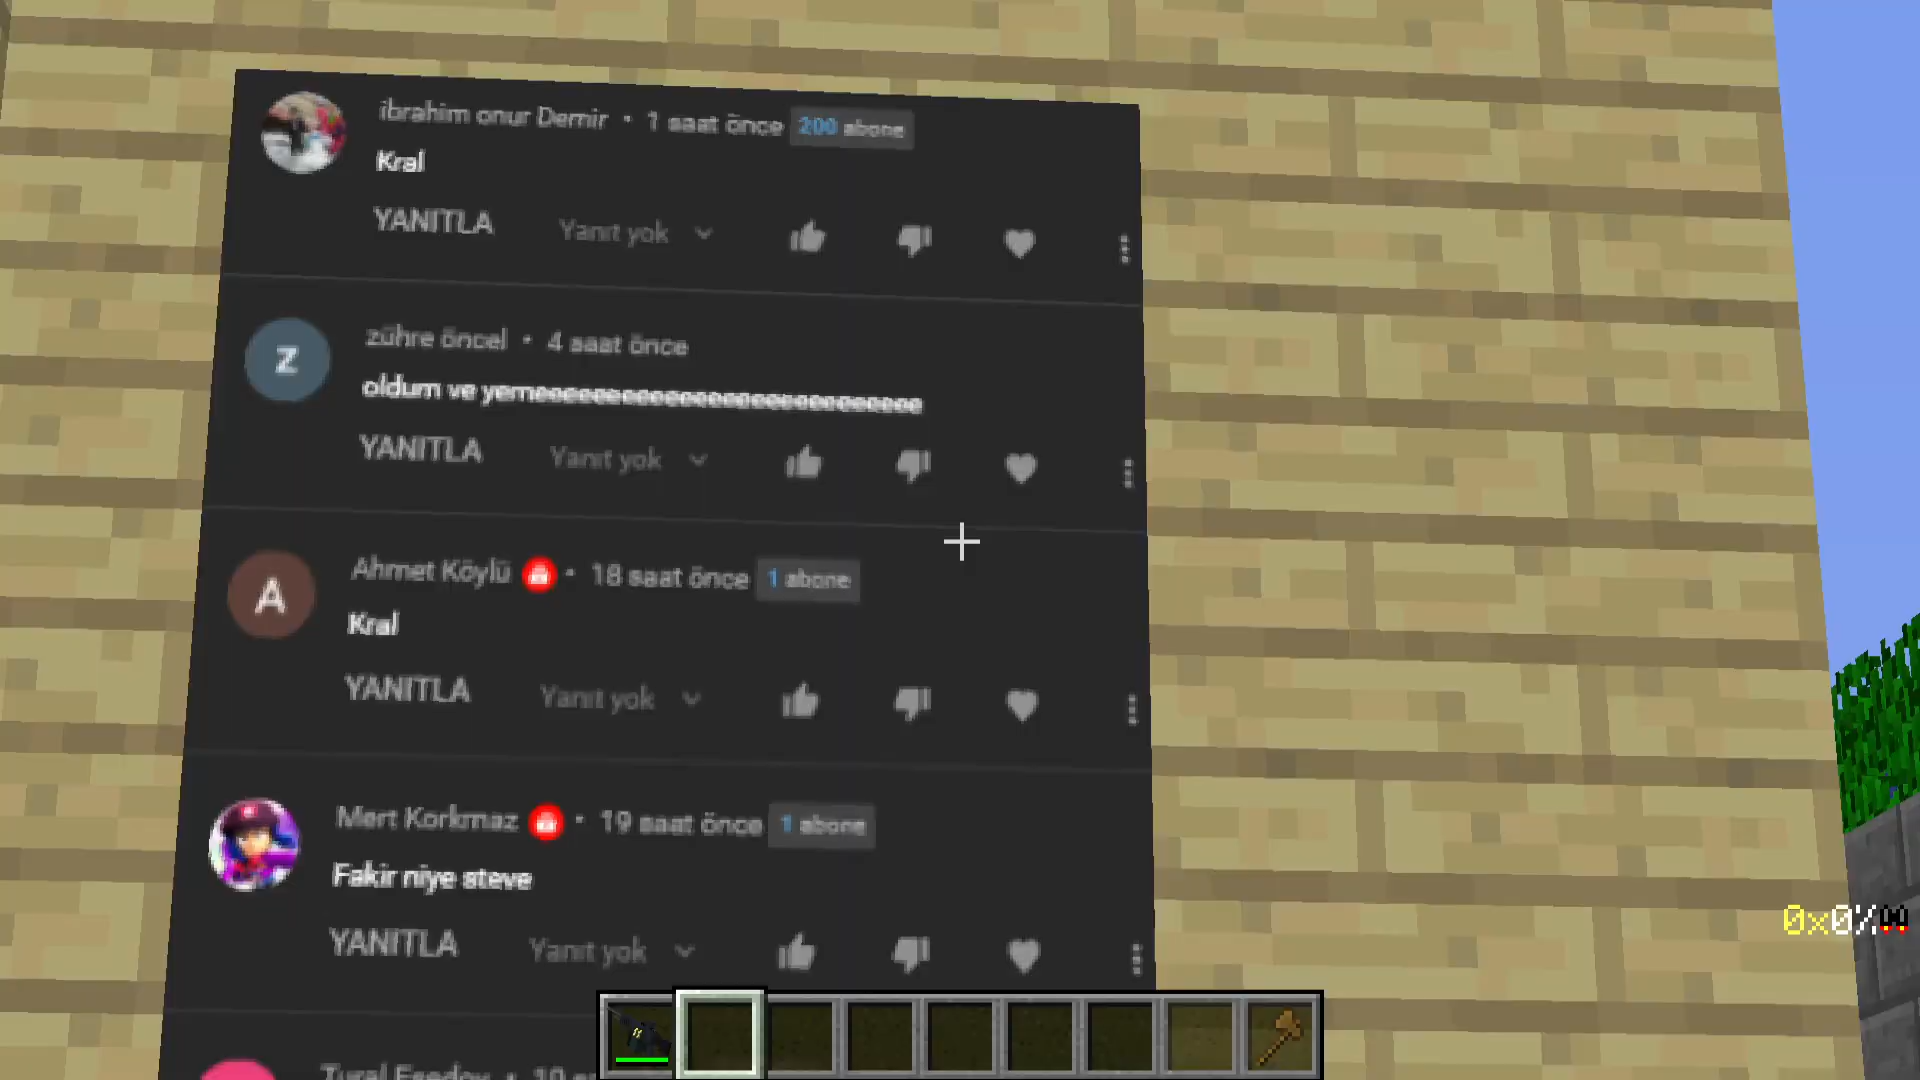 ibrahim onur Demir • 1 saat önce 200 abone
Kral
YANITLA Yanıt yok
Z
zühre öncel • 4 saat önce
oldum ve yemeeeeeeeeeeeeeeeeeeeeeeeeeee
YANITLA Yanıt yok
A
Ahmet Köylü • 18 saat önce 1 abone
Kral
YANITLA Yanıt yok
Mert Korkmaz • 19 saat önce 1 abone
Fakir niye steve
YANITLA Yanıt yok
0x0%